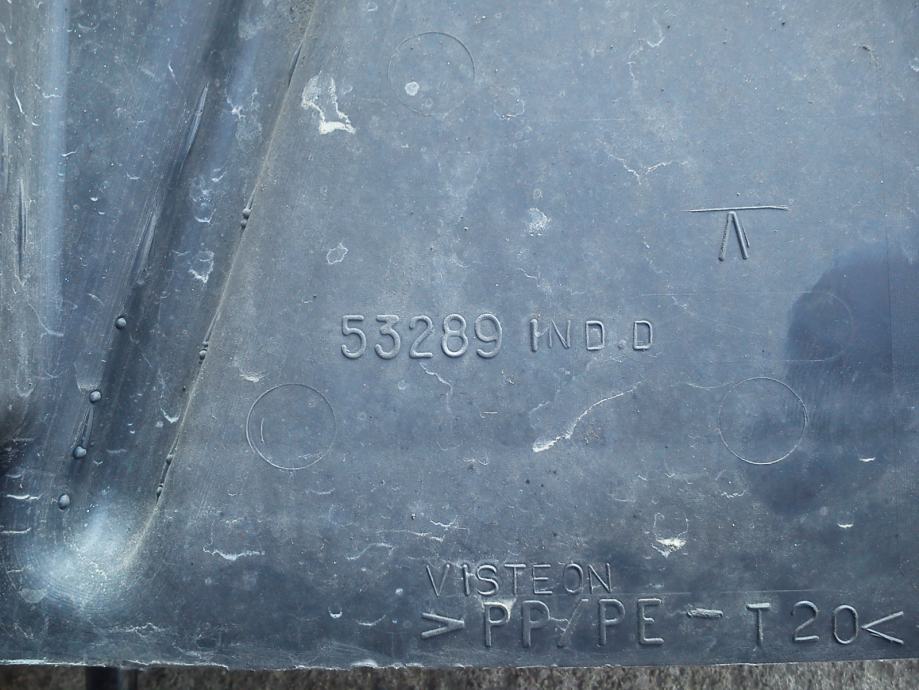 53289 IND.D
VISTEON
>PP/PE-T20<